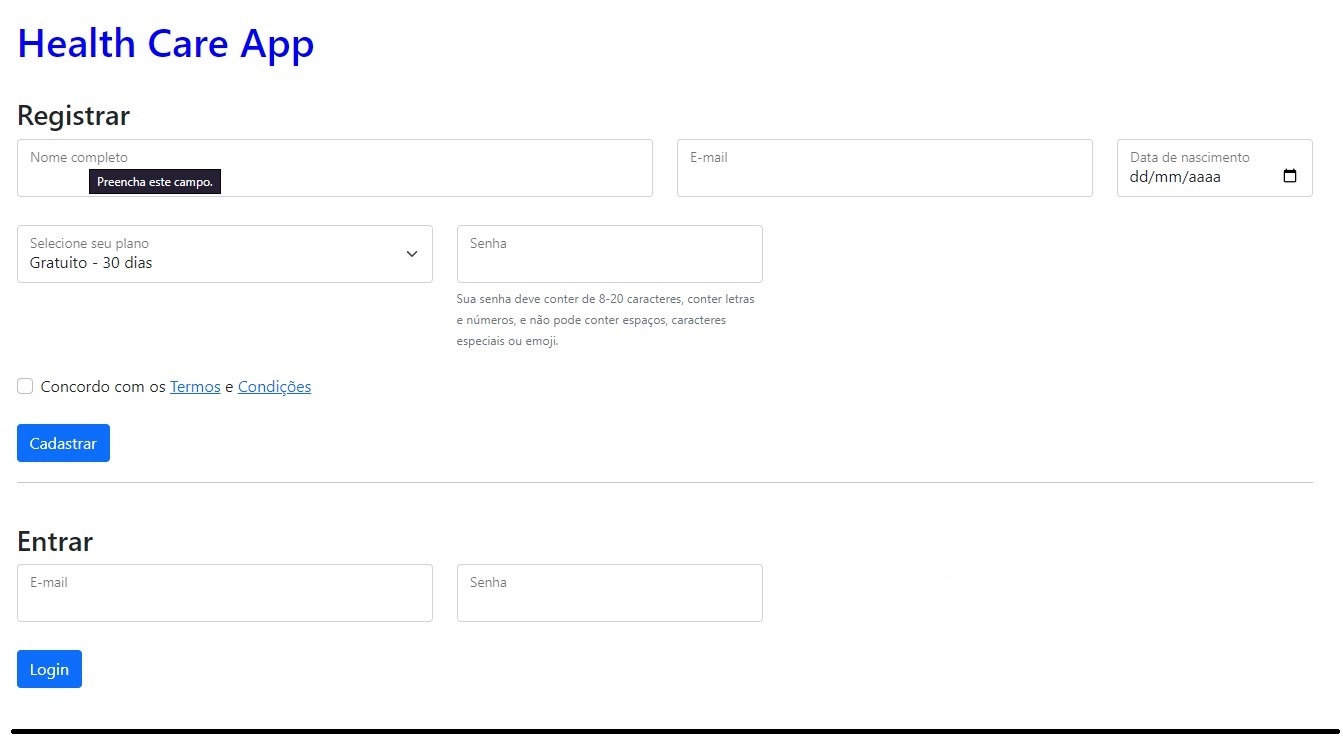 Health Care App
Registrar
Nome completo
Preencha este campo.
E-mail
Data de nascimento
dd/mm/aaaa
Selecione seu plano
Gratuito - 30 dias
Senha
Sua senha deve conter de 8-20 caracteres, conter letras
e números, e não pode conter espaços, caracteres
especiais ou emoji.
Concordo com os Termos e Condições
Cadastrar
Entrar
E-mail
Senha
Login